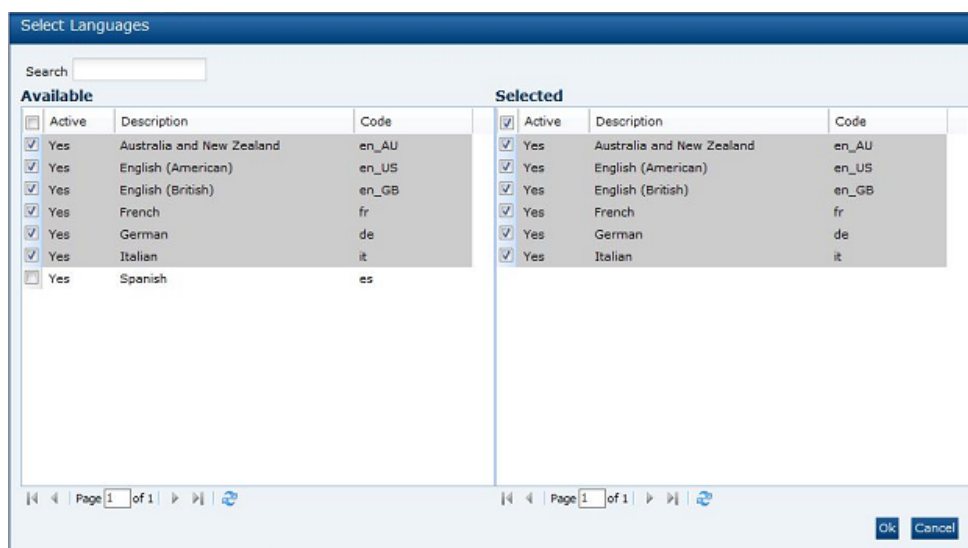 Select Languages
Search
Available Selected
Active Description Code Active Description Code
Yes Australia and New Zealand en_AU Yes Australia and New Zealand en_AU
Yes English (American) en_US Yes English (American) en_US
Yes English (British) en_GB Yes English (British) en_GB
Yes French fr Yes French fr
Yes German de Yes German de
Yes Italian it Yes Italian it
Yes Spanish es
Page 1 of 1 Page 1 of 1
Ok Cancel